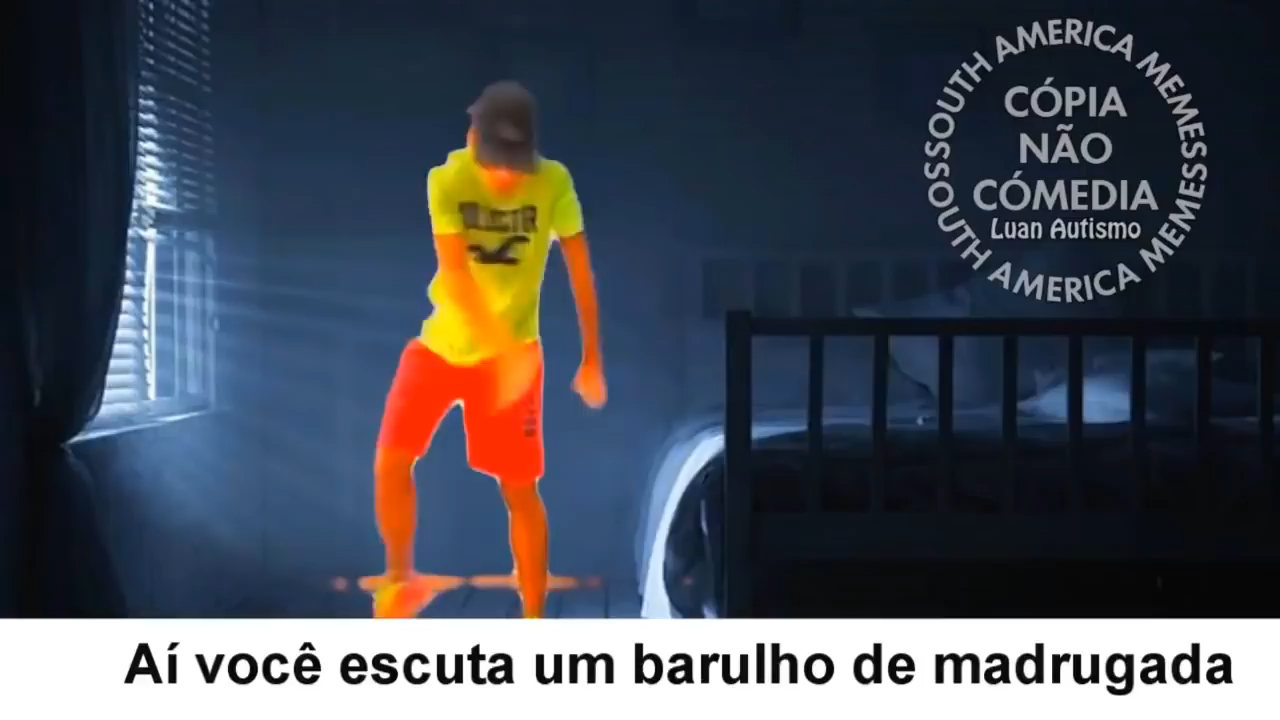 SOUTH AMERICA MEMES
CÓPIA
NÃO
CÓMEDIA
Luan Autismo
SOUTH AMERICA MEMES
Aí você escuta um barulho de madrugada